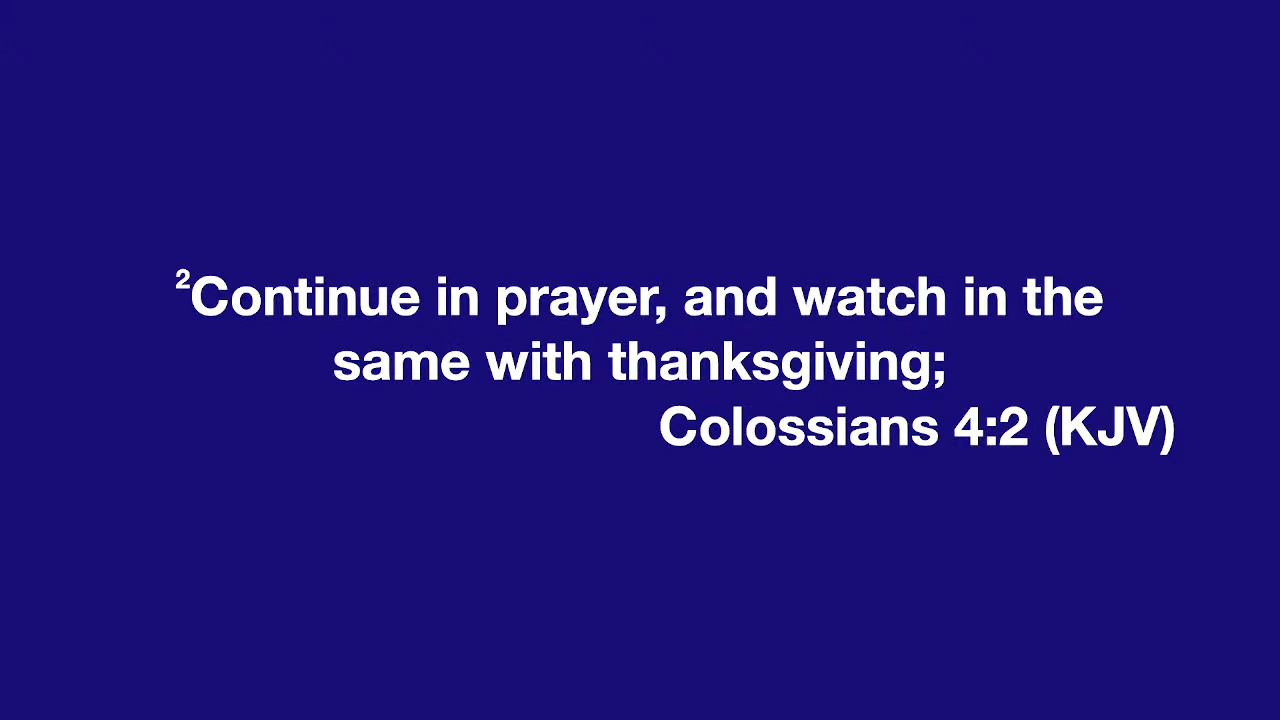 ²Continue in prayer, and watch in the
same with thanksgiving;
Colossians 4:2 (KJV)